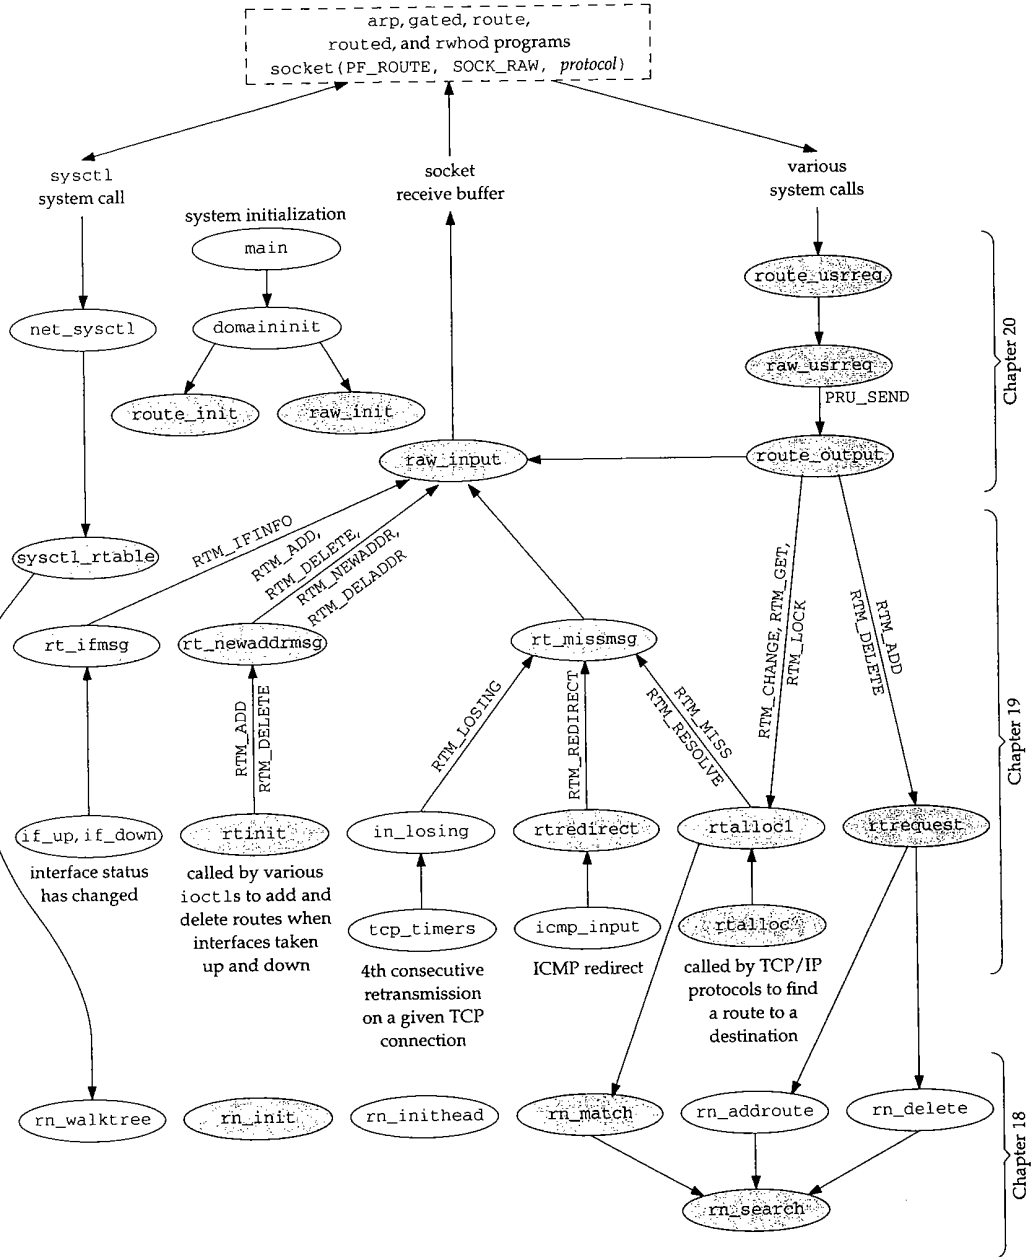 arp, gated, route,
routed, and rwhod programs
socket(PF_ROUTE, SOCK_RAW, protocol)
sysctl
system call
socket
receive buffer
various
system calls
system initialization
main
route_usrreq
net_sysctl
domaininit
raw_usrreq
PRU_SEND
route_init
raw_init
raw_input
route_output
Chapter 20
sysctl_rtable
RTM_IFINFO
RTM_ADD,
RTM_DELETE,
RTM_NEWADDR,
RTM_DELADDR
rt_ifmsg
rt_newaddrmsg
rt_missmsg
RTM_CHANGE, RTM_GET,
RTM_LOCK
RTM_ADD
RTM_DELETE
RTM_ADD
RTM_DELETE
RTM_LOSING
RTM_REDIRECT
RTM_MISS
RTM_RESOLVE
Chapter 19
if_up, if_down
interface status
has changed
rtinit
called by various
ioctls to add and
delete routes when
interfaces taken
up and down
in_losing
rtredirect
rtalloc1
rtrequest
tcp_timers
4th consecutive
retransmission
on a given TCP
connection
icmp_input
ICMP redirect
rtalloc
called by TCP/IP
protocols to find
a route to a
destination
rn_walktree
rn_init
rn_inithead
rn_match
rn_addroute
rn_delete
rn_search
Chapter 18